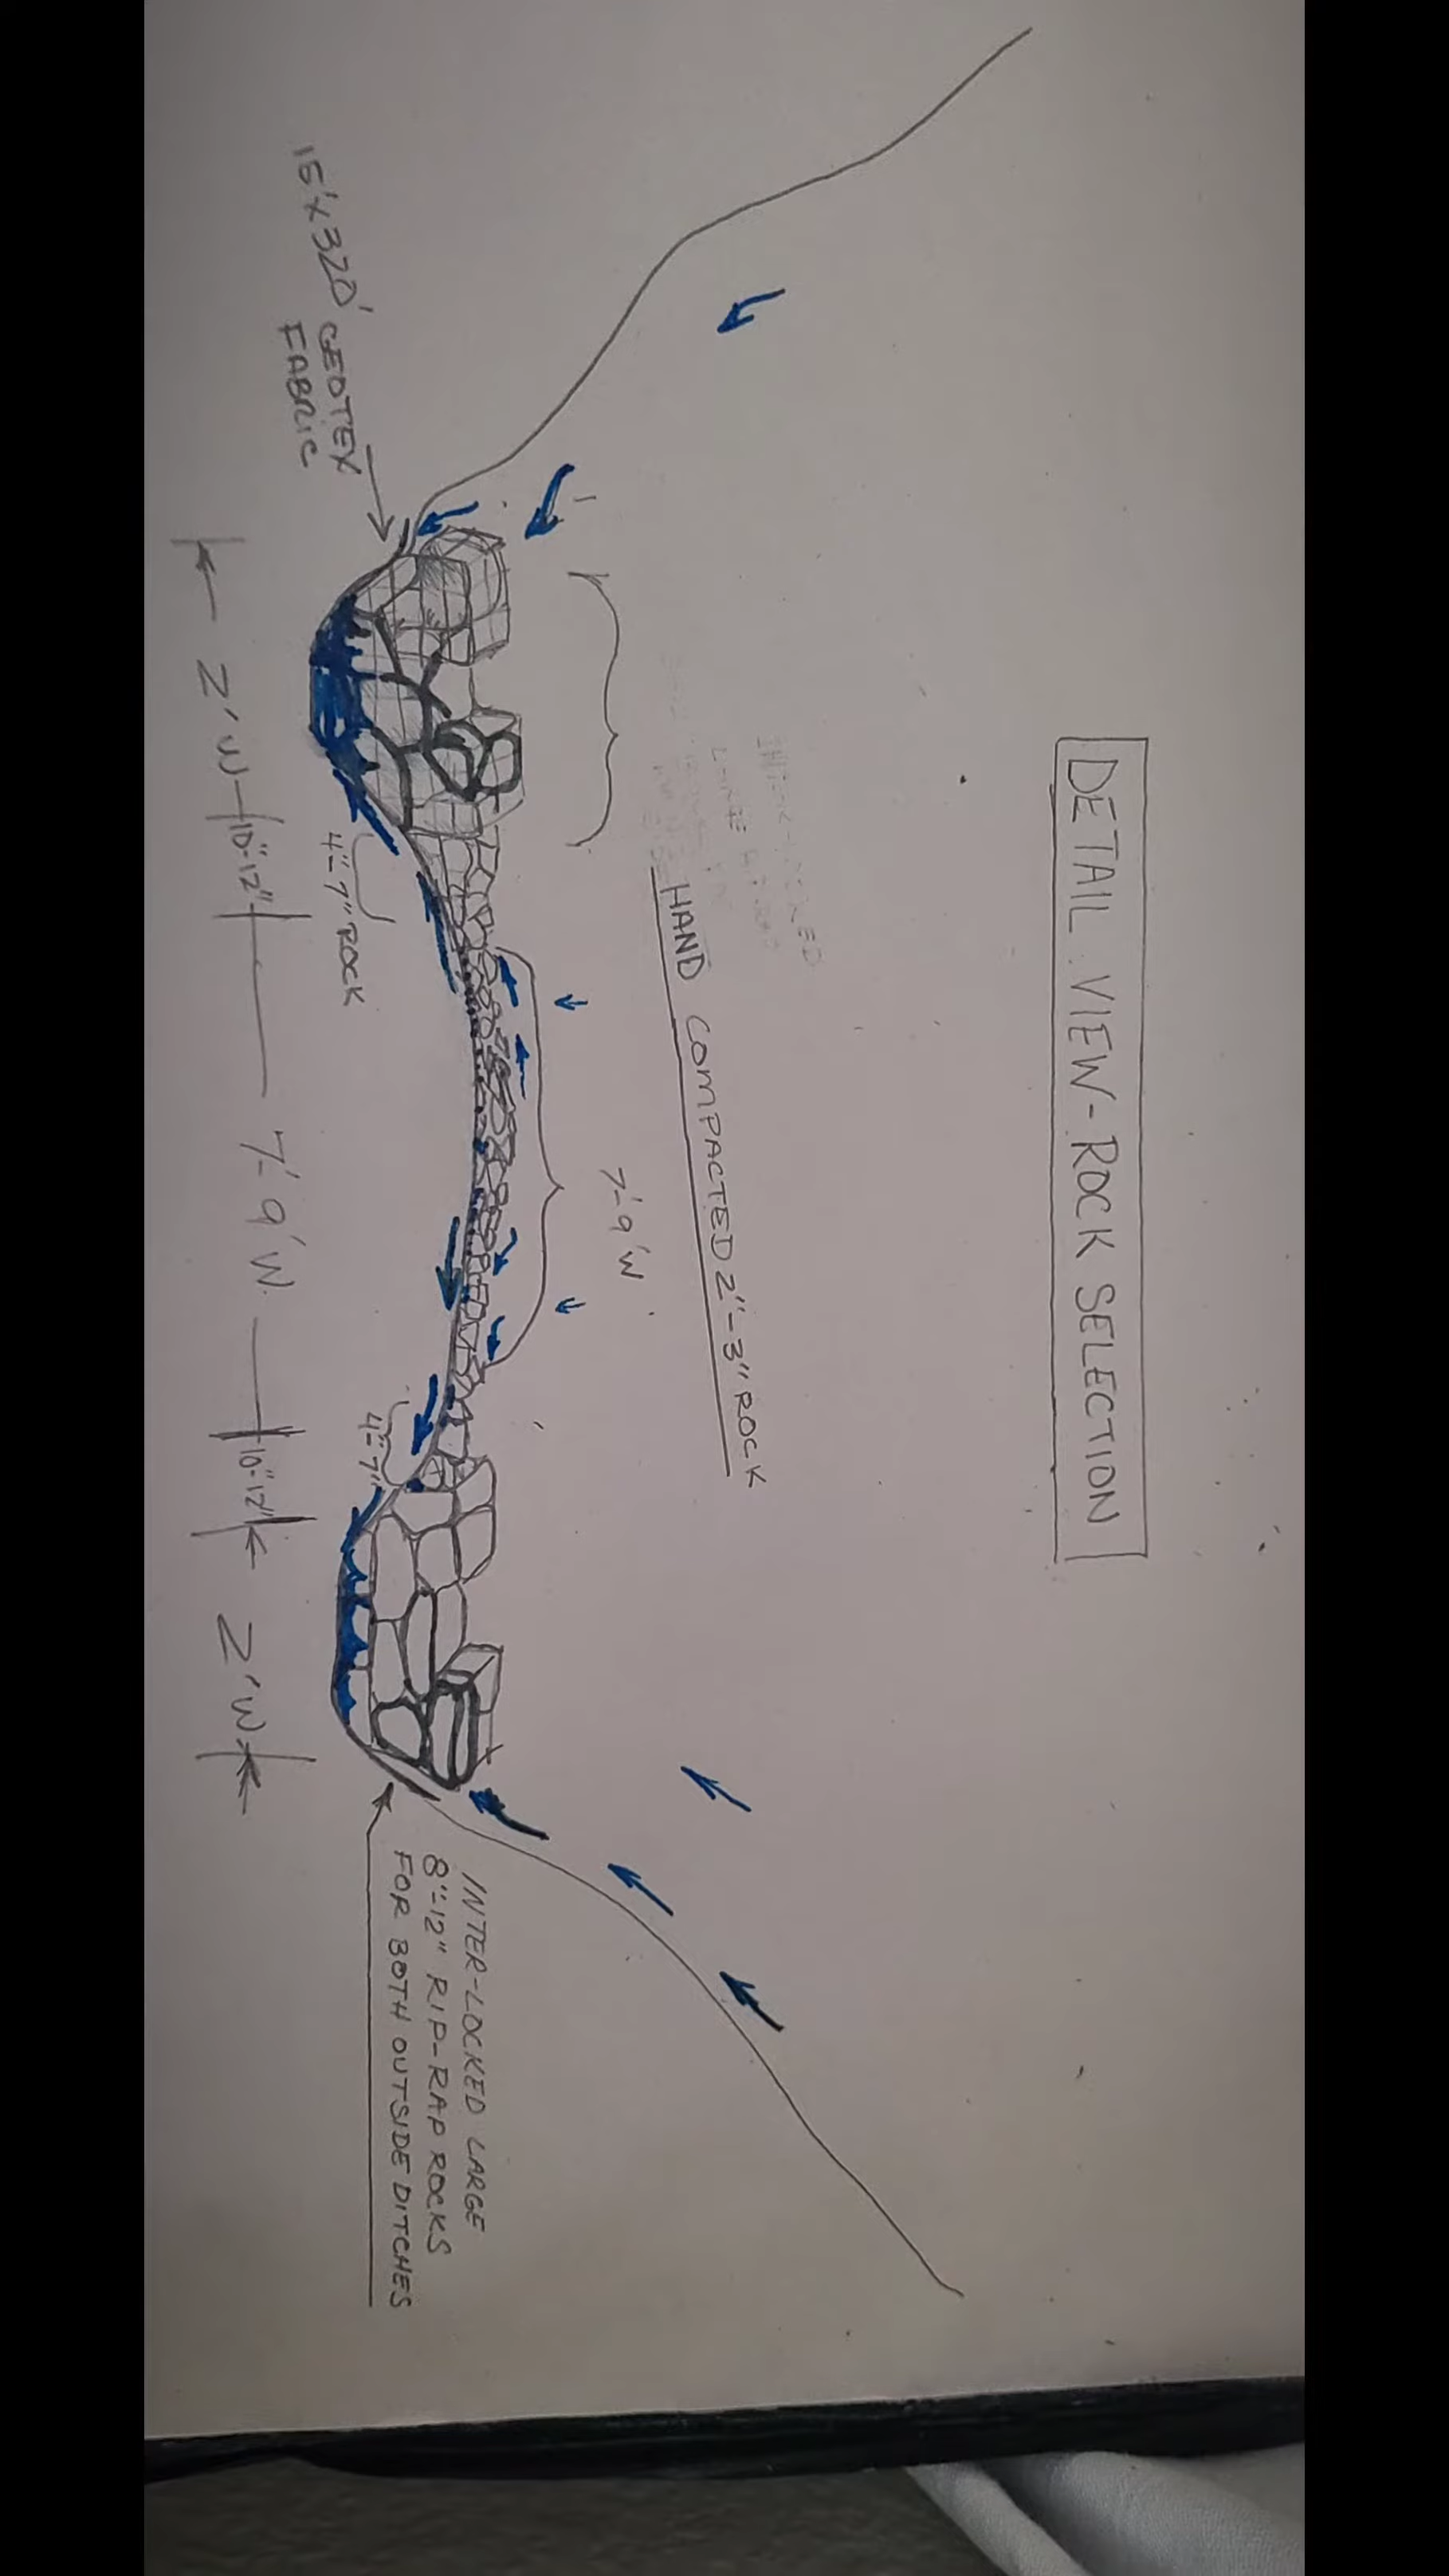 DETAIL VIEW-ROCK SELECTION
HAND COMPACTED 2"-3" ROCK
7'-9' W
15' x 320' GEOTEX
FABRIC
4"-7" ROCK
4"-7"
INTER-LOCKED LARGE
8"-12" RIP-RAP ROCKS
FOR BOTH OUTSIDE DITCHES
2' W
10"-12"
7'-9' W
10"-12"
2' W